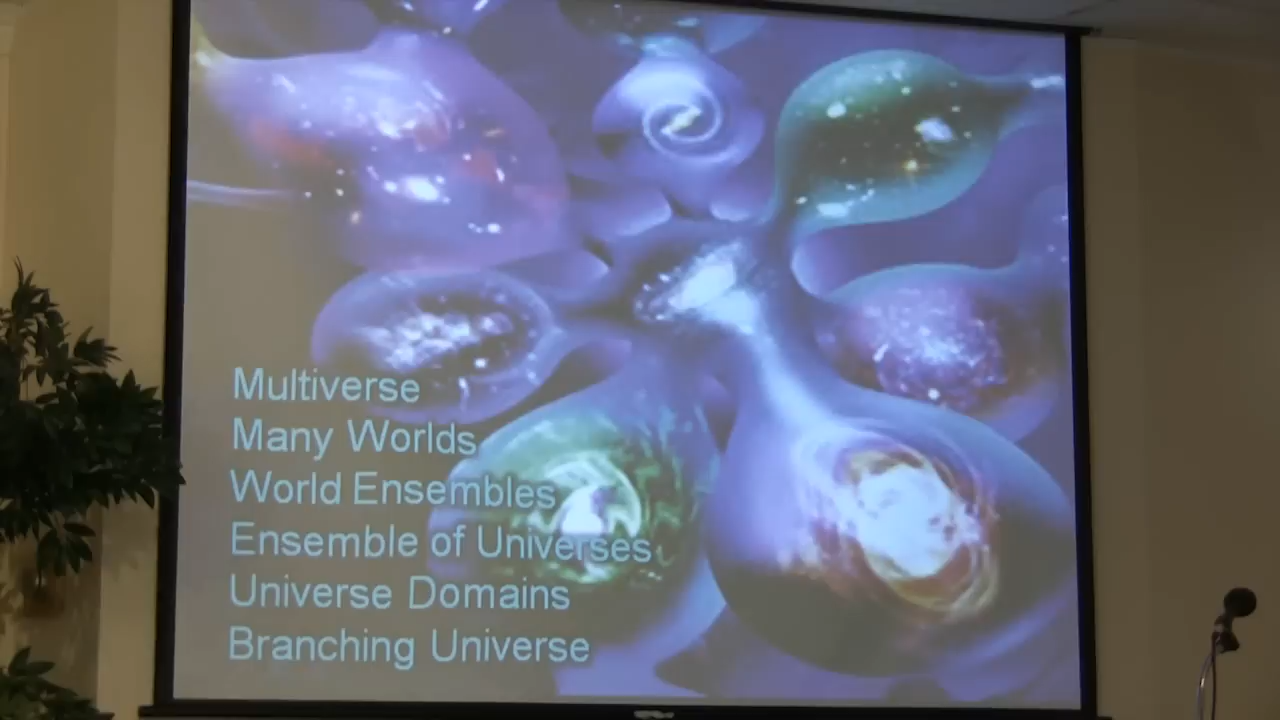 Multiverse
Many Worlds
World Ensembles
Ensemble of Universes
Universe Domains
Branching Universe